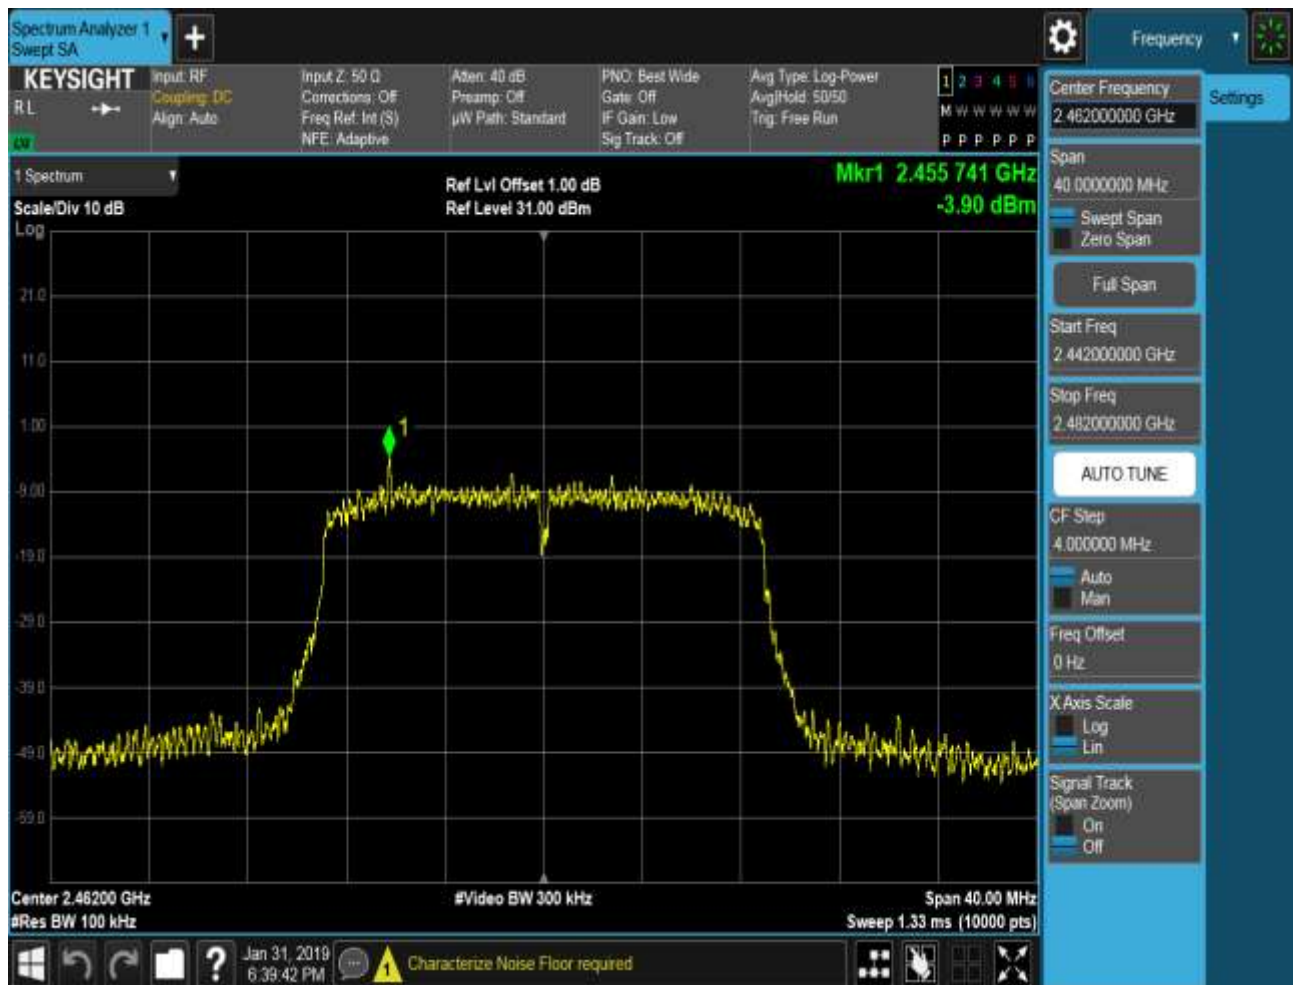 Spectrum Analyzer 1
Swept SA
+
Frequency
KEYSIGHT
R L
Input: RF
Coupling: DC
Align: Auto
Input Z: 50 Ω
Corrections: Off
Freq Ref: Int (S)
NFE: Adaptive
Atten: 40 dB
Preamp: Off
µW Path: Standard
PNO: Best Wide
Gate: Off
IF Gain: Low
Sig Track: Off
Avg Type: Log-Power
Avg|Hold: 50/50
Trig: Free Run
1 2 3 4 5 6
M W W W W W
P P P P P P
1 Spectrum
Scale/Div 10 dB
Log
Ref Lvl Offset 1.00 dB
Ref Level 31.00 dBm
Mkr1 2.455 741 GHz
-3.90 dBm
21.0
11.0
1.00
-9.00
-19.0
-29.0
-39.0
-49.0
-59.0
1
Center 2.46200 GHz
#Res BW 100 kHz
#Video BW 300 kHz
Span 40.00 MHz
Sweep 1.33 ms (10000 pts)
Center Frequency
2.462000000 GHz
Settings
Span
40.0000000 MHz
Swept Span
Zero Span
Full Span
Start Freq
2.442000000 GHz
Stop Freq
2.482000000 GHz
AUTO TUNE
CF Step
4.000000 MHz
Auto
Man
Freq Offset
0 Hz
X Axis Scale
Log
Lin
Signal Track
(Span Zoom)
On
Off
?
Jan 31, 2019
6:39:42 PM
1
Characterize Noise Floor required